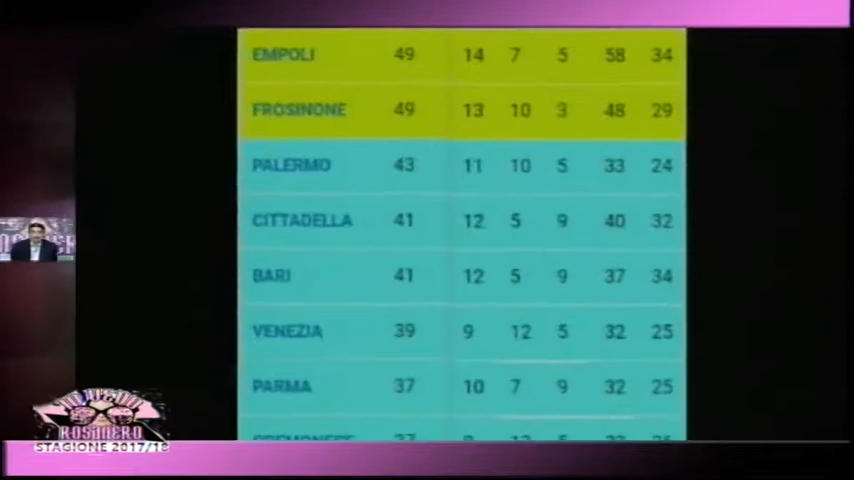 EMPOLI 49 14 7 5 58 34
FROSINONE 49 13 10 3 48 29
PALERMO 43 11 10 5 33 24
CITTADELLA 41 12 5 9 40 32
BARI 41 12 5 9 37 34
VENEZIA 39 9 12 5 32 25
PARMA 37 10 7 9 32 25
ROSANERO
STAGIONE 2017/18